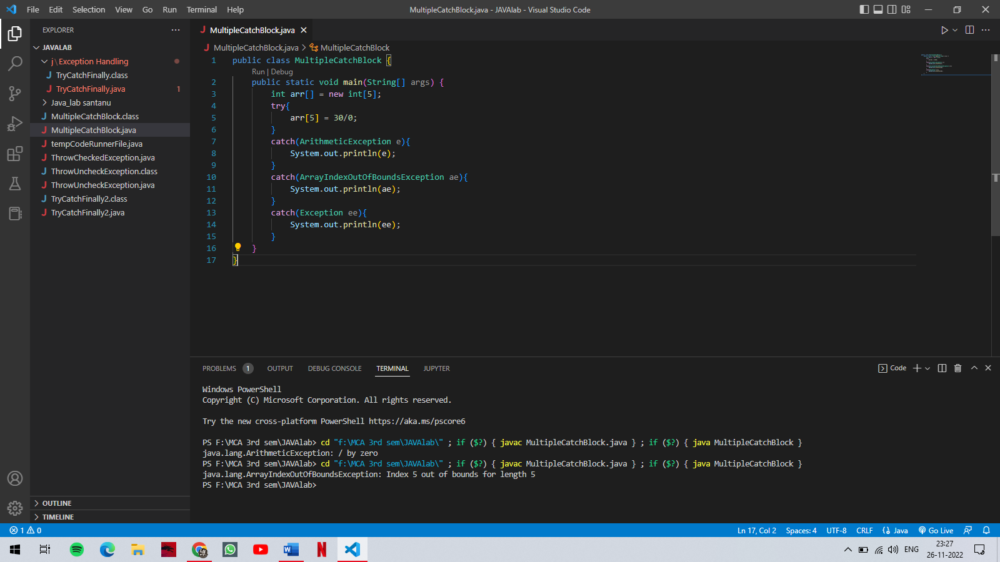 File Edit Selection View Go Run Terminal Help
MultipleCatchBlock.java - JAVAlab - Visual Studio Code
EXPLORER
JAVALAB
j\Exception Handling
J TryCatchFinally.class
J TryCatchFinally.java 1
Java_lab santanu
J MultipleCatchBlock.class
J MultipleCatchBlock.java
J tempCodeRunnerFile.java
J ThrowCheckedException.java
J ThrowUncheckException.class
J ThrowUncheckException.java
J TryCatchFinally2.class
J TryCatchFinally2.java
OUTLINE
TIMELINE
J MultipleCatchBlock.java
J MultipleCatchBlock.java > MultipleCatchBlock
1 public class MultipleCatchBlock {
Run | Debug
2 public static void main(String[] args) {
3 int arr[] = new int[5];
4 try{
5 arr[5] = 30/0;
6 }
7 catch(ArithmeticException e){
8 System.out.println(e);
9 }
10 catch(ArrayIndexOutOfBoundsException ae){
11 System.out.println(ae);
12 }
13 catch(Exception ee){
14 System.out.println(ee);
15 }
16 }
17 }
PROBLEMS 1 OUTPUT DEBUG CONSOLE TERMINAL JUPYTER
Code
Windows PowerShell
Copyright (C) Microsoft Corporation. All rights reserved.
Try the new cross-platform PowerShell https://aka.ms/pscore6
PS F:\MCA 3rd sem\JAVAlab> cd "f:\MCA 3rd sem\JAVAlab\" ; if ($?) { javac MultipleCatchBlock.java } ; if ($?) { java MultipleCatchBlock }
java.lang.ArithmeticException: / by zero
PS F:\MCA 3rd sem\JAVAlab> cd "f:\MCA 3rd sem\JAVAlab\" ; if ($?) { javac MultipleCatchBlock.java } ; if ($?) { java MultipleCatchBlock }
java.lang.ArrayIndexOutOfBoundsException: Index 5 out of bounds for length 5
PS F:\MCA 3rd sem\JAVAlab>
1 0
Ln 17, Col 2 Spaces: 4 UTF-8 CRLF {} Java Go Live
W N
ENG
23:27
26-11-2022